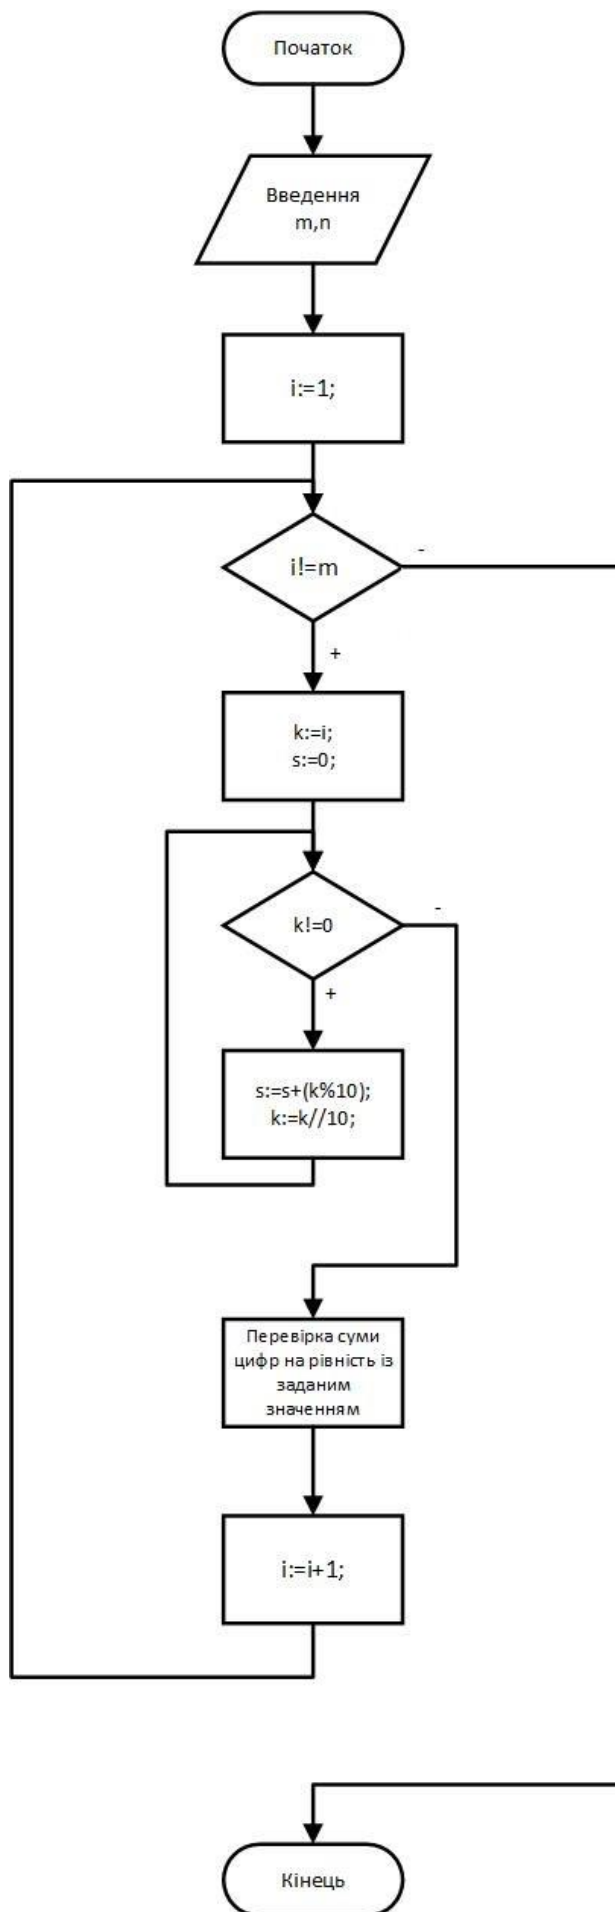 Початок
Введення
m,n
i:=1;
i!=m
-
+
k:=i;
s:=0;
k!=0
-
+
s:=s+(k%10);
k:=k//10;
Перевірка суми
цифр на рівність із
заданим
значенням
i:=i+1;
Кінець